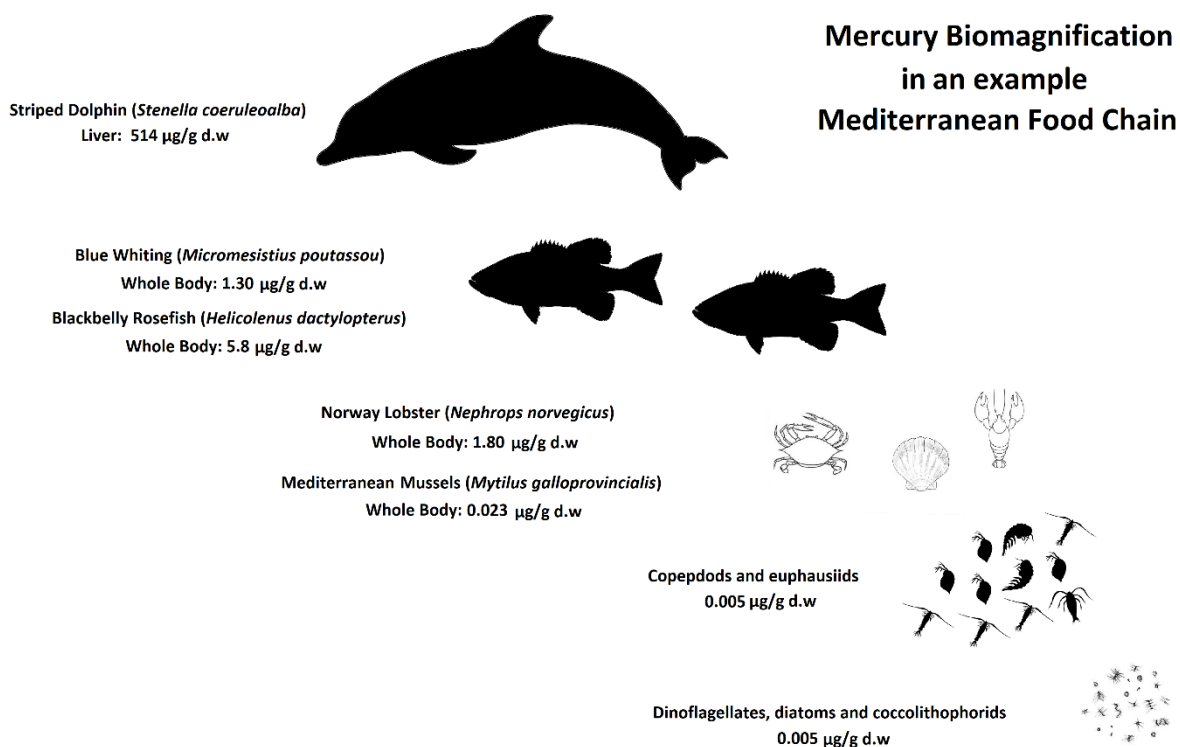 Mercury Biomagnification
in an example
Mediterranean Food Chain
Striped Dolphin (Stenella coeruleoalba)
Liver: 514 µg/g d.w
Blue Whiting (Micromesistius poutassou)
Whole Body: 1.30 µg/g d.w
Blackbelly Rosefish (Helicolenus dactylopterus)
Whole Body: 5.8 µg/g d.w
Norway Lobster (Nephrops norvegicus)
Whole Body: 1.80 µg/g d.w
Mediterranean Mussels (Mytilus galloprovincialis)
Whole Body: 0.023 µg/g d.w
Copepdods and euphausiids
0.005 µg/g d.w
Dinoflagellates, diatoms and coccolithophorids
0.005 µg/g d.w